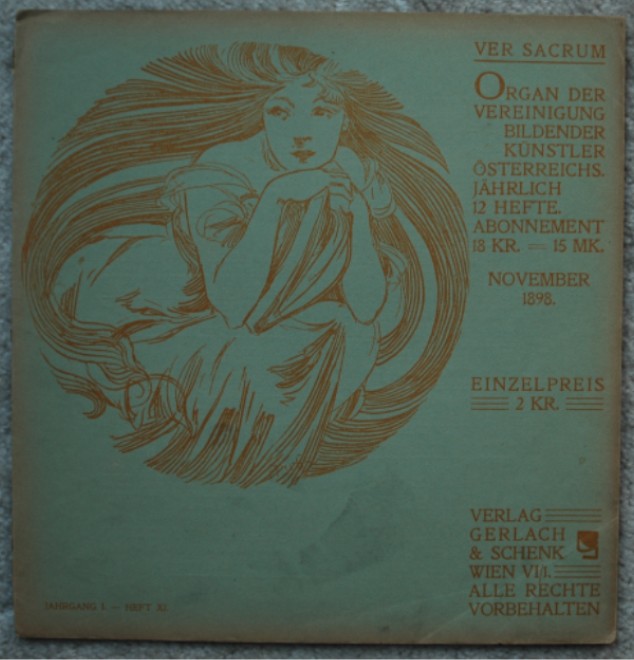 VER SACRUM
ORGAN DER
VEREINIGUNG
BILDENDER
KÜNSTLER
ÖSTERREICHS.
JÄHRLICH
12 HEFTE.
ABONNEMENT
18 KR. = 15 MK.
NOVEMBER
1898.
EINZELPREIS
2 KR.
VERLAG
GERLACH
& SCHENK
WIEN VI/1.
ALLE RECHTE
VORBEHALTEN
JAHRGANG I. — HEFT